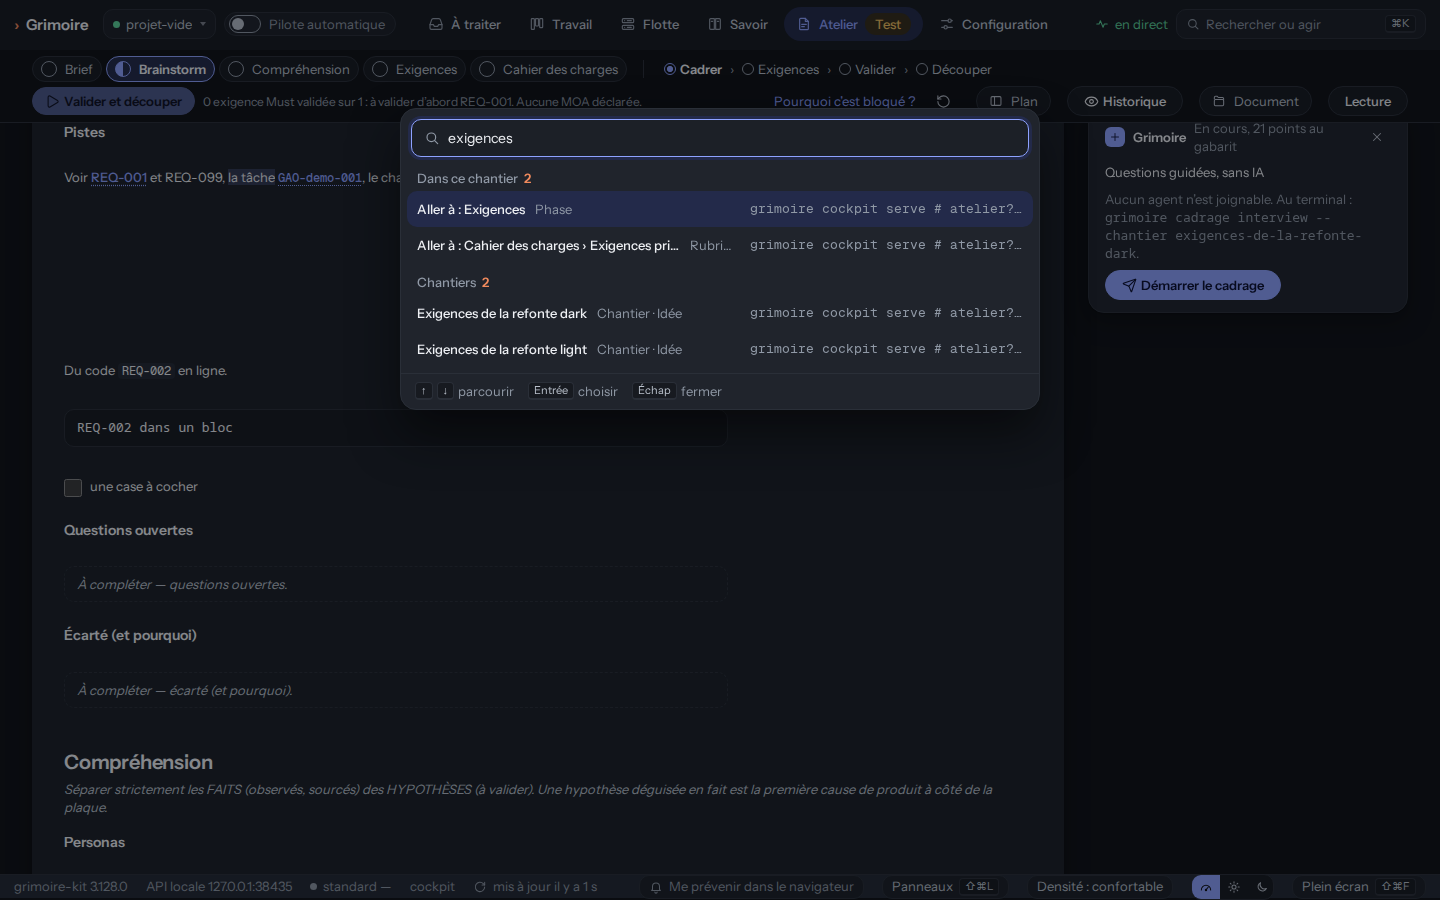 › Grimoire projet-vide Pilote automatique À traiter Travail Flotte Savoir Atelier Test Configuration en direct Rechercher ou agir ⌘K
Brief Brainstorm Compréhension Exigences Cahier des charges Cadrer › Exigences › Valider › Découper
Valider et découper 0 exigence Must validée sur 1 : à valider d'abord REQ-001. Aucune MOA déclarée. Pourquoi c'est bloqué ? Plan Historique Document Lecture
exigences
Dans ce chantier 2
Aller à : Exigences Phase grimoire cockpit serve # atelier?…
Aller à : Cahier des charges › Exigences pri… Rubri… grimoire cockpit serve # atelier?…
Chantiers 2
Exigences de la refonte dark Chantier · Idée grimoire cockpit serve # atelier?…
Exigences de la refonte light Chantier · Idée grimoire cockpit serve # atelier?…
↑ ↓ parcourir Entrée choisir Échap fermer
Pistes
Voir REQ-001 et REQ-099, la tâche GAO-demo-001, le cha
Du code REQ-002 en ligne.
REQ-002 dans un bloc
une case à cocher
Questions ouvertes
À compléter — questions ouvertes.
Écarté (et pourquoi)
À compléter — écarté (et pourquoi).
Compréhension
Séparer strictement les FAITS (observés, sourcés) des HYPOTHÈSES (à valider). Une hypothèse déguisée en fait est la première cause de produit à côté de la
plaque.
Personas
Grimoire En cours, 21 points au
gabarit
Questions guidées, sans IA
Aucun agent n'est joignable. Au terminal :
grimoire cadrage interview --
chantier exigences-de-la-refonte-
dark.
Démarrer le cadrage
grimoire-kit 3.128.0 API locale 127.0.0.1:38435 standard — cockpit mis à jour il y a 1 s Me prévenir dans le navigateur Panneaux ⇧⌘L Densité : confortable Plein écran ⇧⌘F